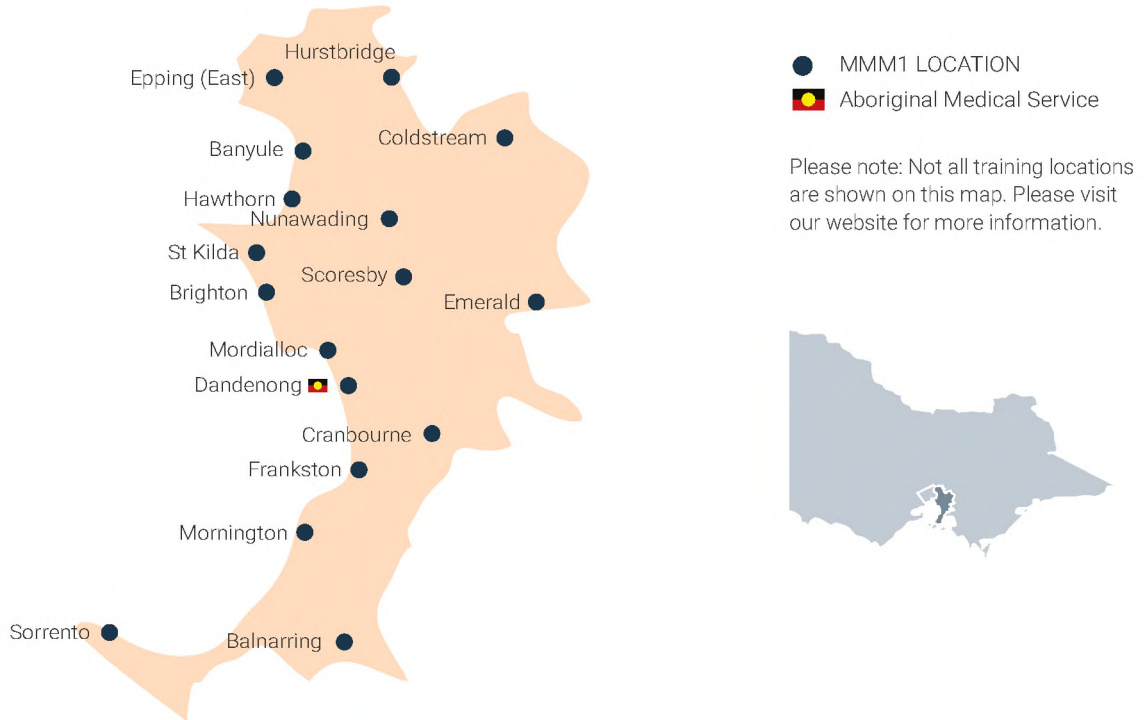 Hurstbridge
Epping (East)
Coldstream
Banyule
Hawthorn
Nunawading
St Kilda
Scoresby
Brighton
Emerald
Mordialloc
Dandenong
Cranbourne
Frankston
Mornington
Sorrento
Balnarring
MMM1 LOCATION
Aboriginal Medical Service
Please note: Not all training locations
are shown on this map. Please visit
our website for more information.